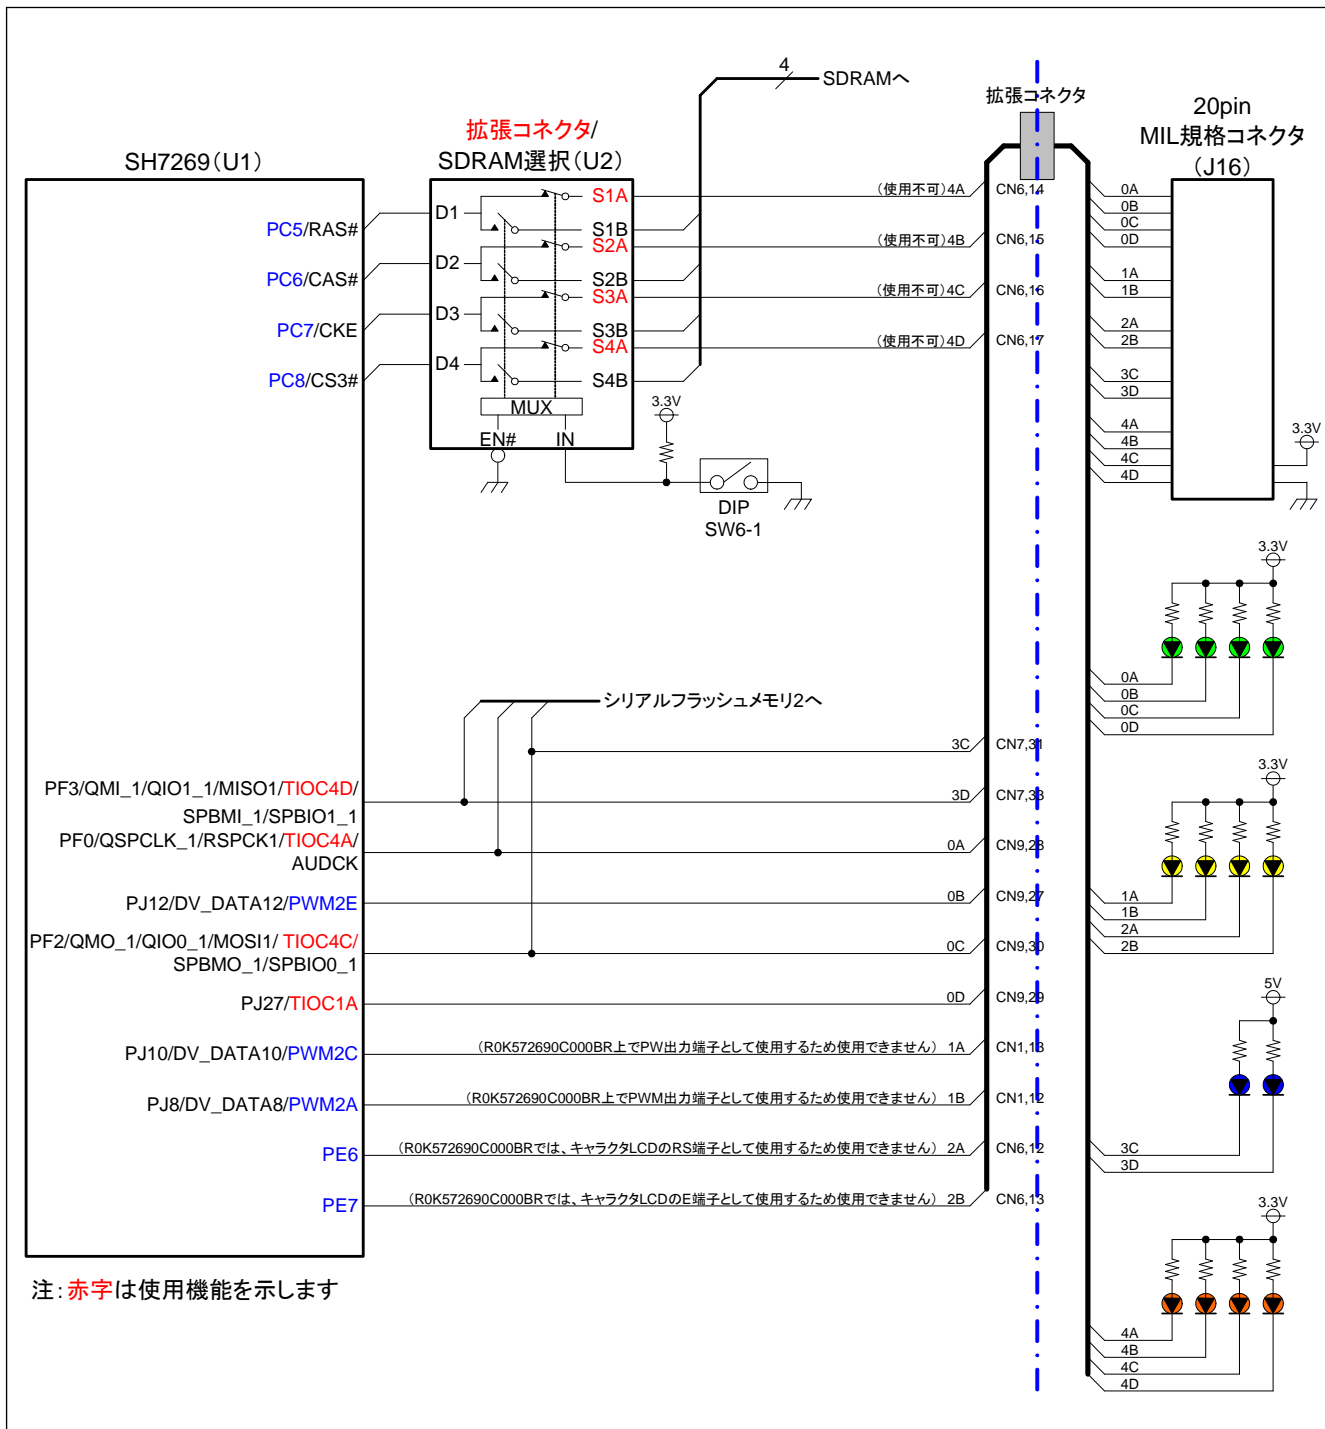 4
SDRAMへ
拡張コネクタ
20pin
MIL規格コネクタ
(J16)
拡張コネクタ/
SDRAM選択(U2)
SH7269(U1)
PC5/RAS#
PC6/CAS#
PC7/CKE
PC8/CS3#
D1
D2
D3
D4
S1A
S1B
S2A
S2B
S3A
S3B
S4A
S4B
MUX
EN#
IN
3.3V
DIP
SW6-1
(使用不可)4A
CN6,14
(使用不可)4B
CN6,15
(使用不可)4C
CN6,16
(使用不可)4D
CN6,17
0A
0B
0C
0D
1A
1B
2A
2B
3C
3D
4A
4B
4C
4D
3.3V
3.3V
0A
0B
0C
0D
シリアルフラッシュメモリ2へ
3C
CN7,31
PF3/QMI_1/QIO1_1/MISO1/TIOC4D/
SPBMI_1/SPBIO1_1
3D
CN7,33
PF0/QSPCLK_1/RSPCK1/TIOC4A/
AUDCK
0A
CN9,28
PJ12/DV_DATA12/PWM2E
0B
CN9,27
PF2/QMO_1/QIO0_1/MOSI1/ TIOC4C/
SPBMO_1/SPBIO0_1
0C
CN9,30
PJ27/TIOC1A
0D
CN9,29
PJ10/DV_DATA10/PWM2C
(R0K572690C000BR上でPW出力端子として使用するため使用できません) 1A
CN1,13
PJ8/DV_DATA8/PWM2A
(R0K572690C000BR上でPWM出力端子として使用するため使用できません) 1B
CN1,12
PE6
(R0K572690C000BRでは、キャラクタLCDのRS端子として使用するため使用できません) 2A
CN6,12
PE7
(R0K572690C000BRでは、キャラクタLCDのE端子として使用するため使用できません) 2B
CN6,13
3.3V
1A
1B
2A
2B
5V
3C
3D
3.3V
4A
4B
4C
4D
注:赤字は使用機能を示します